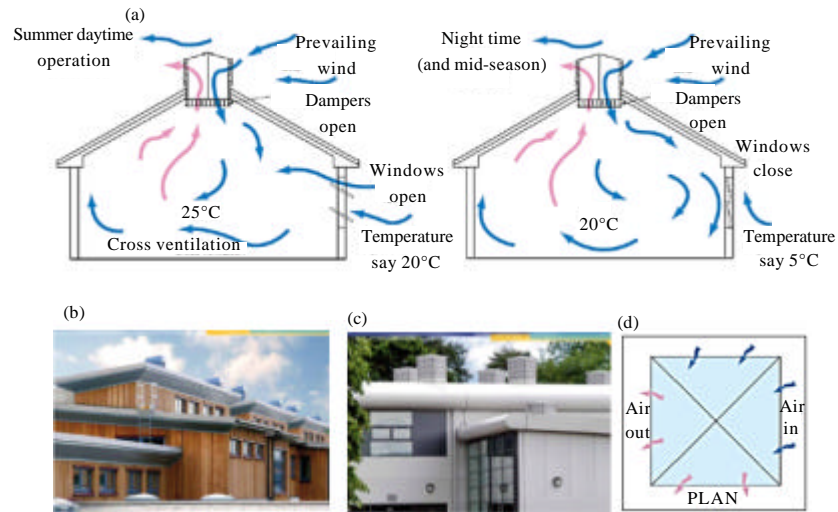 (a)
Summer daytime
operation
Prevailing
wind
Dampers
open
Windows
open
25°C
Cross ventilation
Temperature
say 20°C
Night time
(and mid-season)
Prevailing
wind
Dampers
open
Windows
close
20°C
Temperature
say 5°C
(b)
(c)
(d)
Air
out
Air
in
PLAN